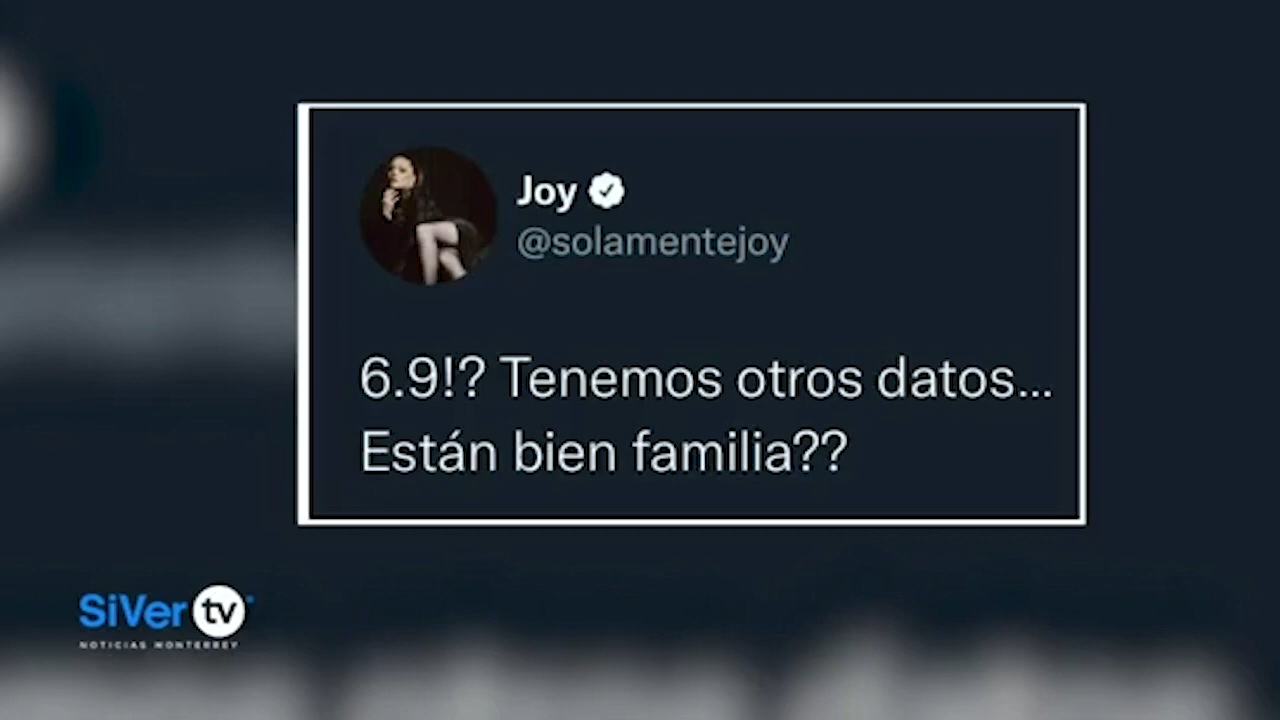 Joy
@solamentejoy
6.9!? Tenemos otros datos...
Están bien familia??
SiVer tv
NOTICIAS MONTERREY